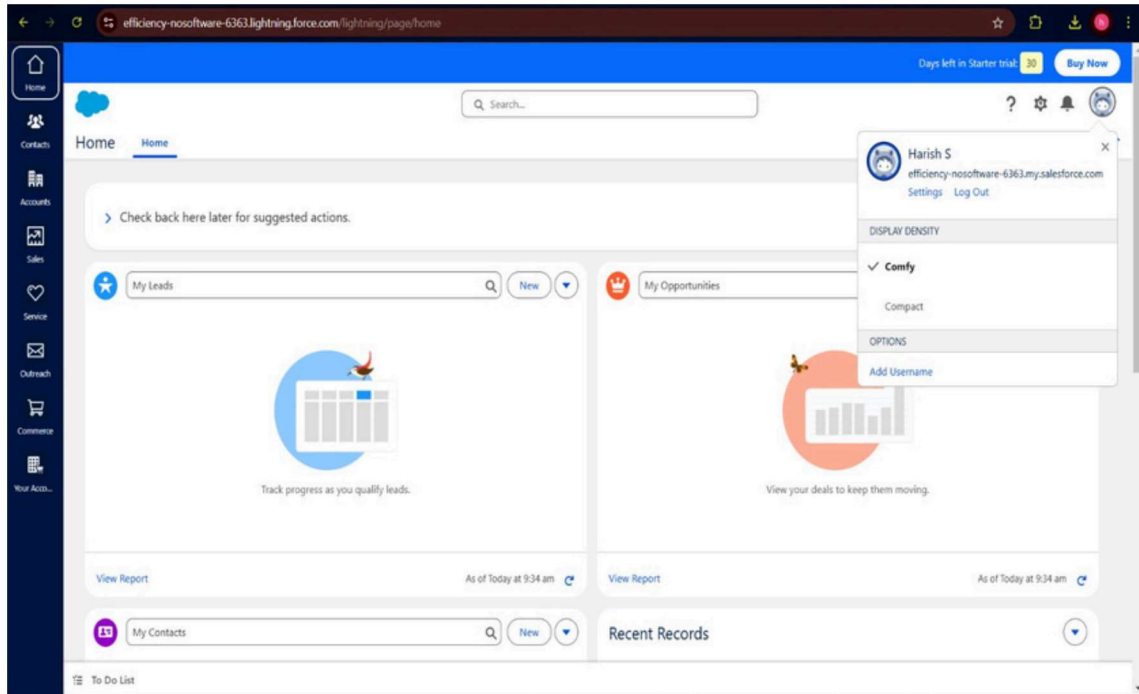 efficiency-nosoftware-6363.lightning.force.com/lightning/page/home
Days left in Starter trial: 30 Buy Now
Home
Contacts
Accounts
Sales
Service
Outreach
Commerce
Your Acco...
Search...
Home Home
Harish S
efficiency-nosoftware-6363.my.salesforce.com
Settings Log Out
DISPLAY DENSITY
Comfy
Compact
OPTIONS
Add Username
Check back here later for suggested actions.
My Leads New
Track progress as you qualify leads.
View Report As of Today at 9:34 am
My Opportunities
View your deals to keep them moving.
View Report As of Today at 9:34 am
My Contacts New
Recent Records
To Do List